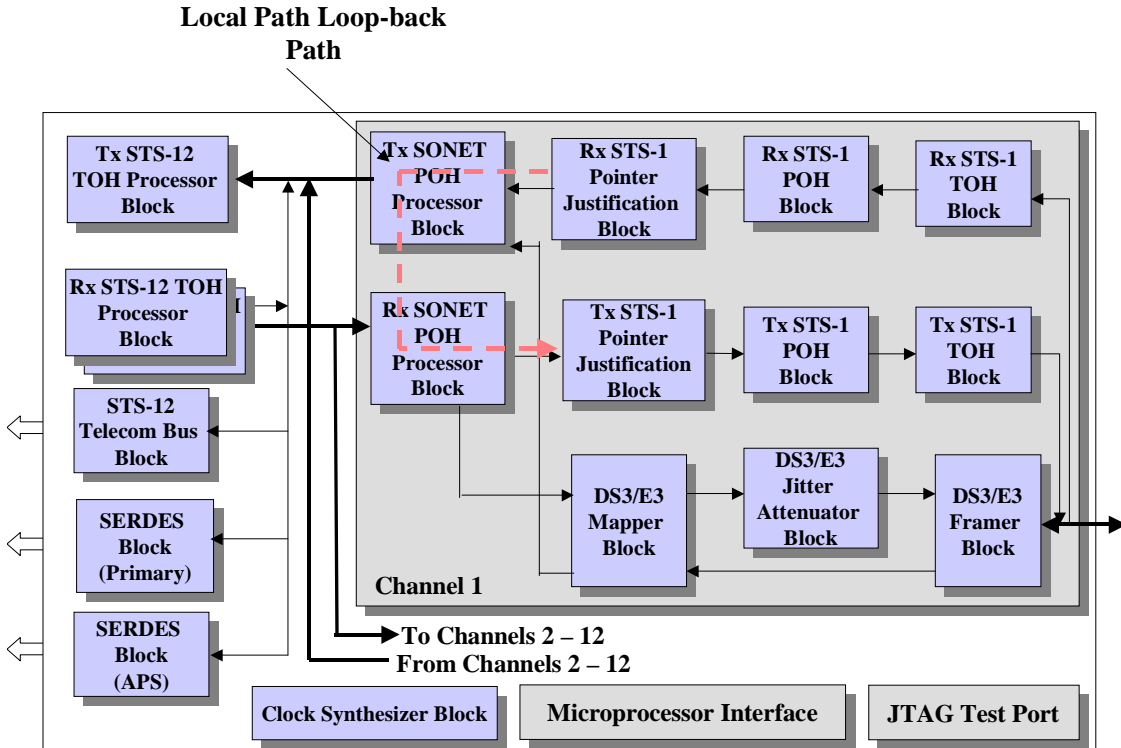 Local Path Loop-back
Path
Tx STS-12
TOH Processor
Block
Tx SONET
POH
Processor
Block
Rx STS-1
Pointer
Justification
Block
Rx STS-1
POH
Block
Rx STS-1
TOH
Block
Rx STS-12 TOH
Processor
Block
Rx SONET
POH
Processor
Block
Tx STS-1
Pointer
Justification
Block
Tx STS-1
POH
Block
Tx STS-1
TOH
Block
STS-12
Telecom Bus
Block
DS3/E3
Mapper
Block
DS3/E3
Jitter
Attenuator
Block
DS3/E3
Framer
Block
SERDES
Block
(Primary)
Channel 1
SERDES
Block
(APS)
To Channels 2 – 12
From Channels 2 – 12
Clock Synthesizer Block
Microprocessor Interface
JTAG Test Port